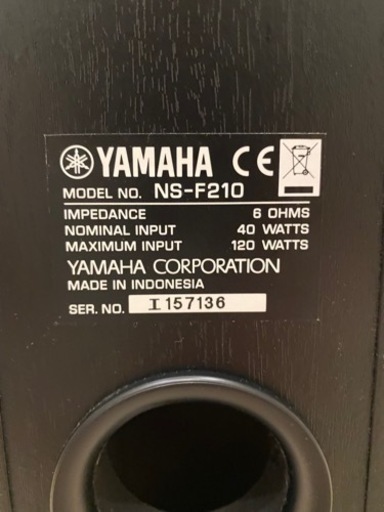 YAMAHA CE
MODEL NO. NS-F210
IMPEDANCE 6 OHMS
NOMINAL INPUT 40 WATTS
MAXIMUM INPUT 120 WATTS
YAMAHA CORPORATION
MADE IN INDONESIA
SER. NO. I 157136